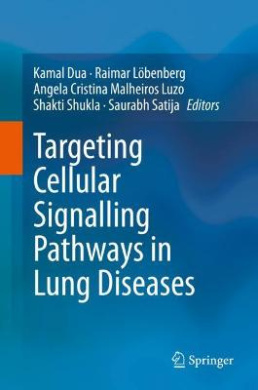 Kamal Dua · Raimar Löbenberg
Angela Cristina Malheiros Luzo
Shakti Shukla · Saurabh Satija Editors
Targeting
Cellular
Signalling
Pathways in
Lung Diseases
Springer